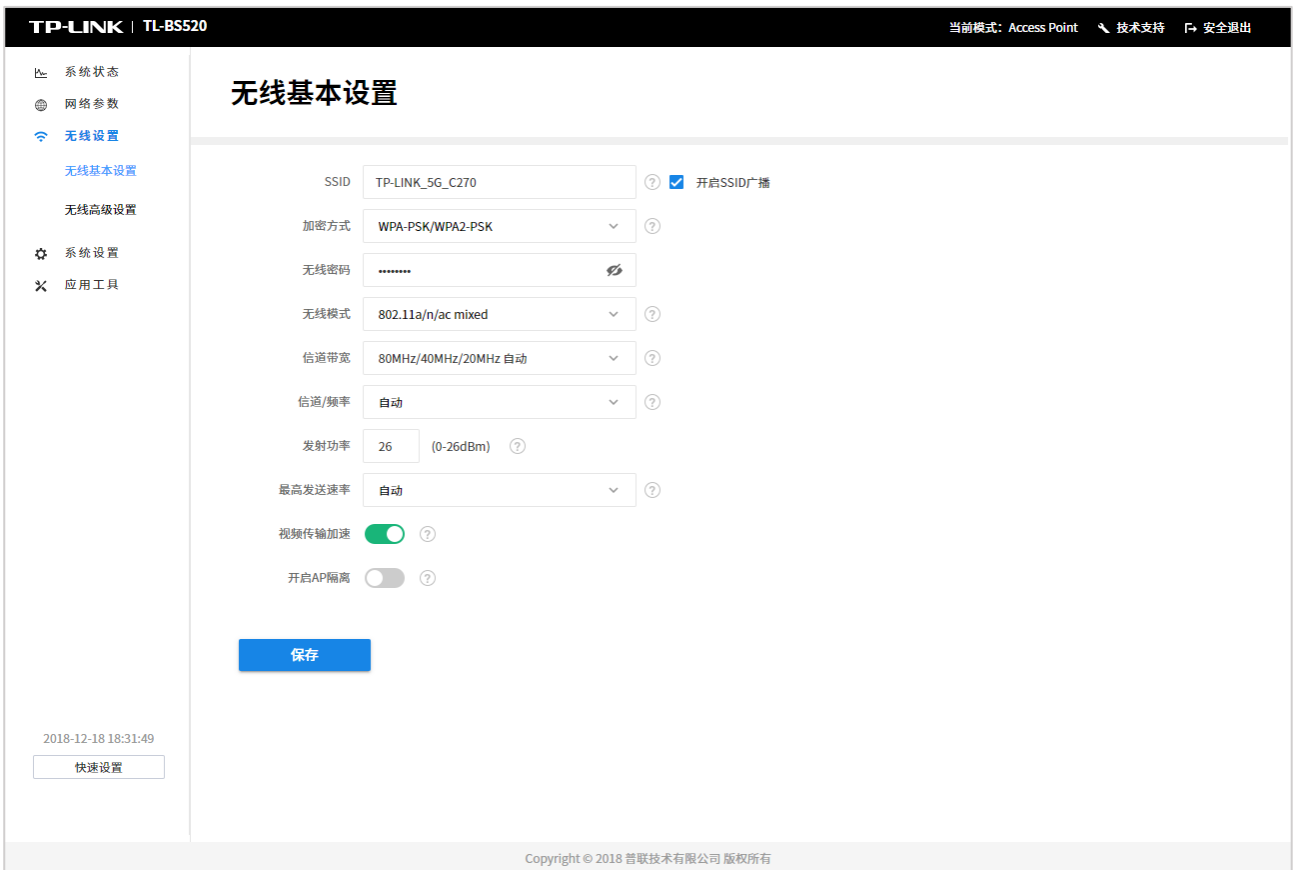 TP-LINK | TL-BS520
当前模式：Access Point 技术支持 安全退出
系统状态
网络参数
无线设置
无线基本设置
无线高级设置
系统设置
应用工具
无线基本设置
SSID TP-LINK_5G_C270 ? 开启SSID广播
加密方式 WPA-PSK/WPA2-PSK ?
无线密码 ••••••••
无线模式 802.11a/n/ac mixed ?
信道带宽 80MHz/40MHz/20MHz 自动 ?
信道/频率 自动 ?
发射功率 26 (0-26dBm) ?
最高发送速率 自动 ?
视频传输加速 ?
开启AP隔离 ?
保存
2018-12-18 18:31:49
快速设置
Copyright © 2018 普联技术有限公司 版权所有